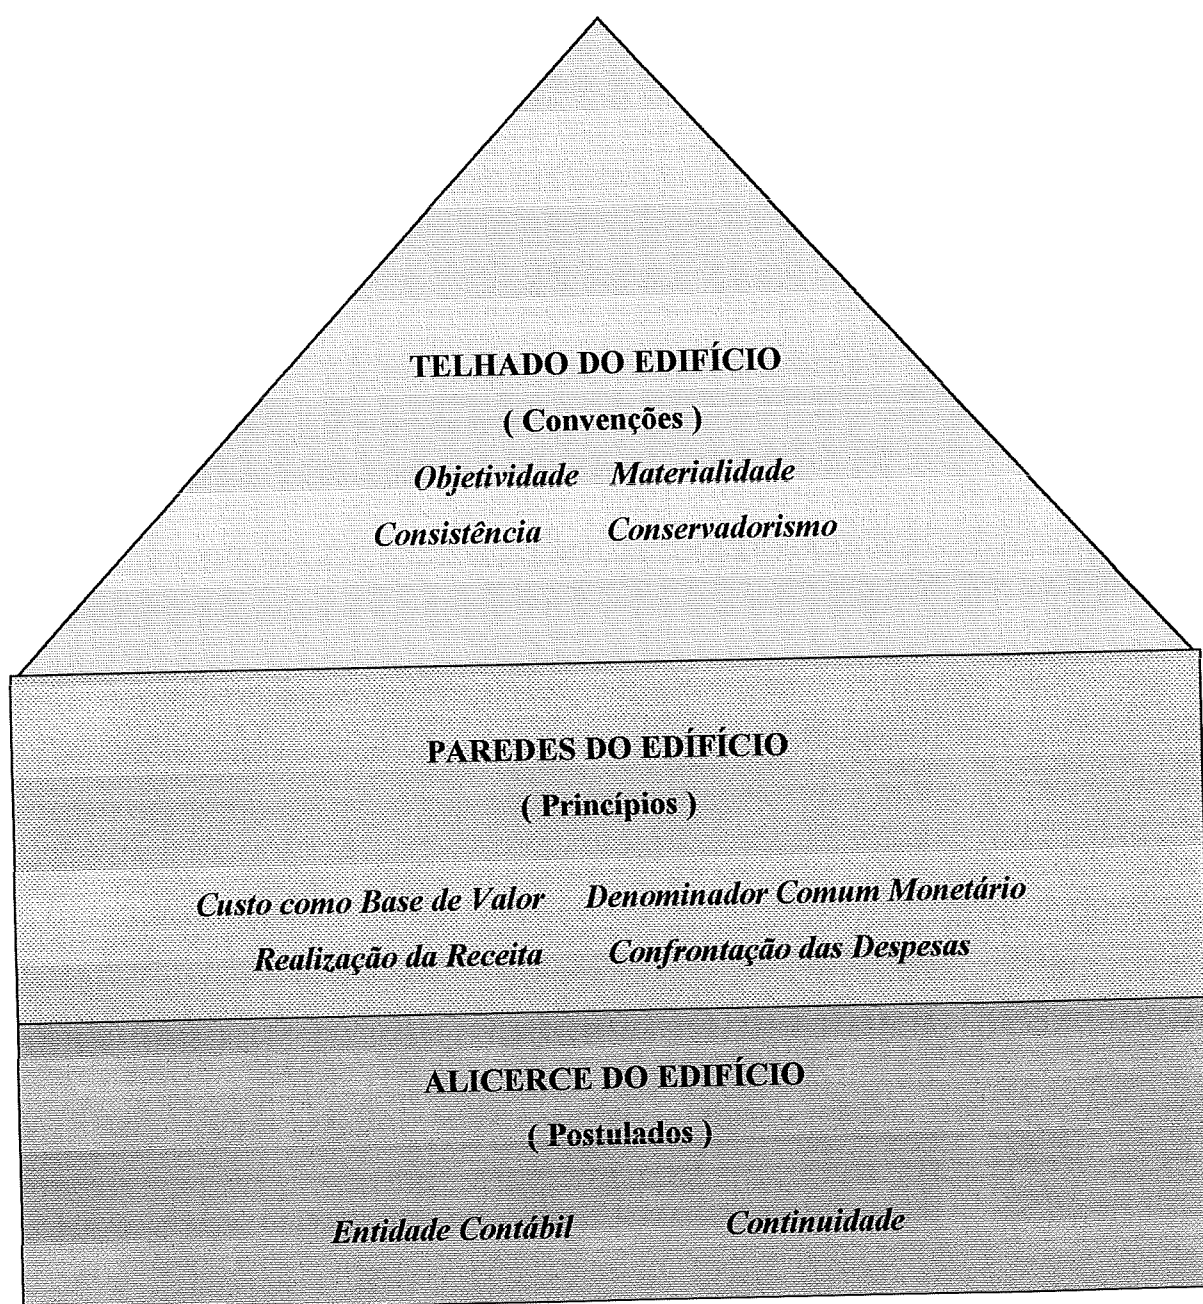 TELHADO DO EDIFÍCIO
( Convenções )
Objetividade Materialidade
Consistência Conservadorismo
PAREDES DO EDÍFÍCIO
( Princípios )
Custo como Base de Valor Denominador Comum Monetário
Realização da Receita Confrontação das Despesas
ALICERCE DO EDIFÍCIO
( Postulados )
Entidade Contábil Continuidade